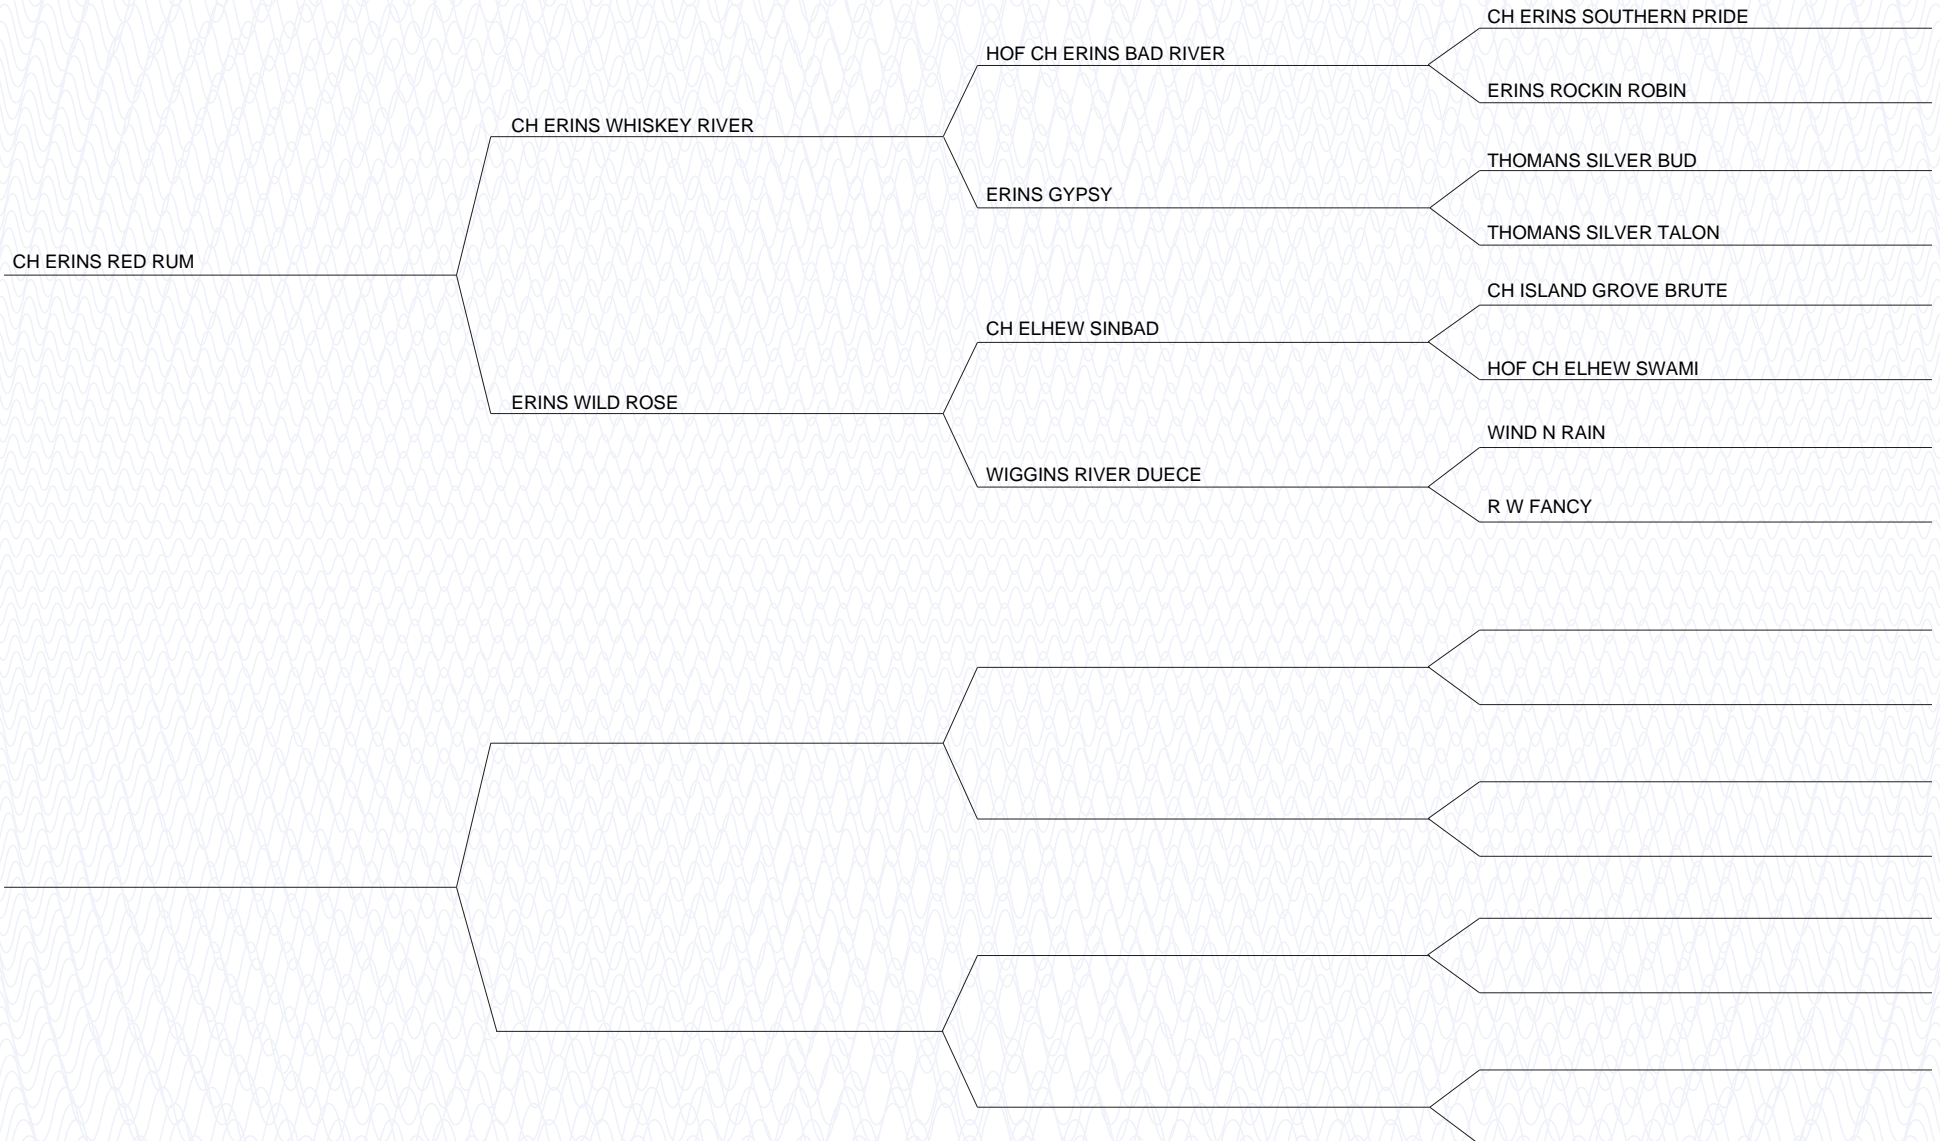 CH ERINS SOUTHERN PRIDE
HOF CH ERINS BAD RIVER
ERINS ROCKIN ROBIN
CH ERINS WHISKEY RIVER
THOMANS SILVER BUD
ERINS GYPSY
THOMANS SILVER TALON
CH ERINS RED RUM
CH ISLAND GROVE BRUTE
CH ELHEW SINBAD
HOF CH ELHEW SWAMI
ERINS WILD ROSE
WIND N RAIN
WIGGINS RIVER DUECE
R W FANCY